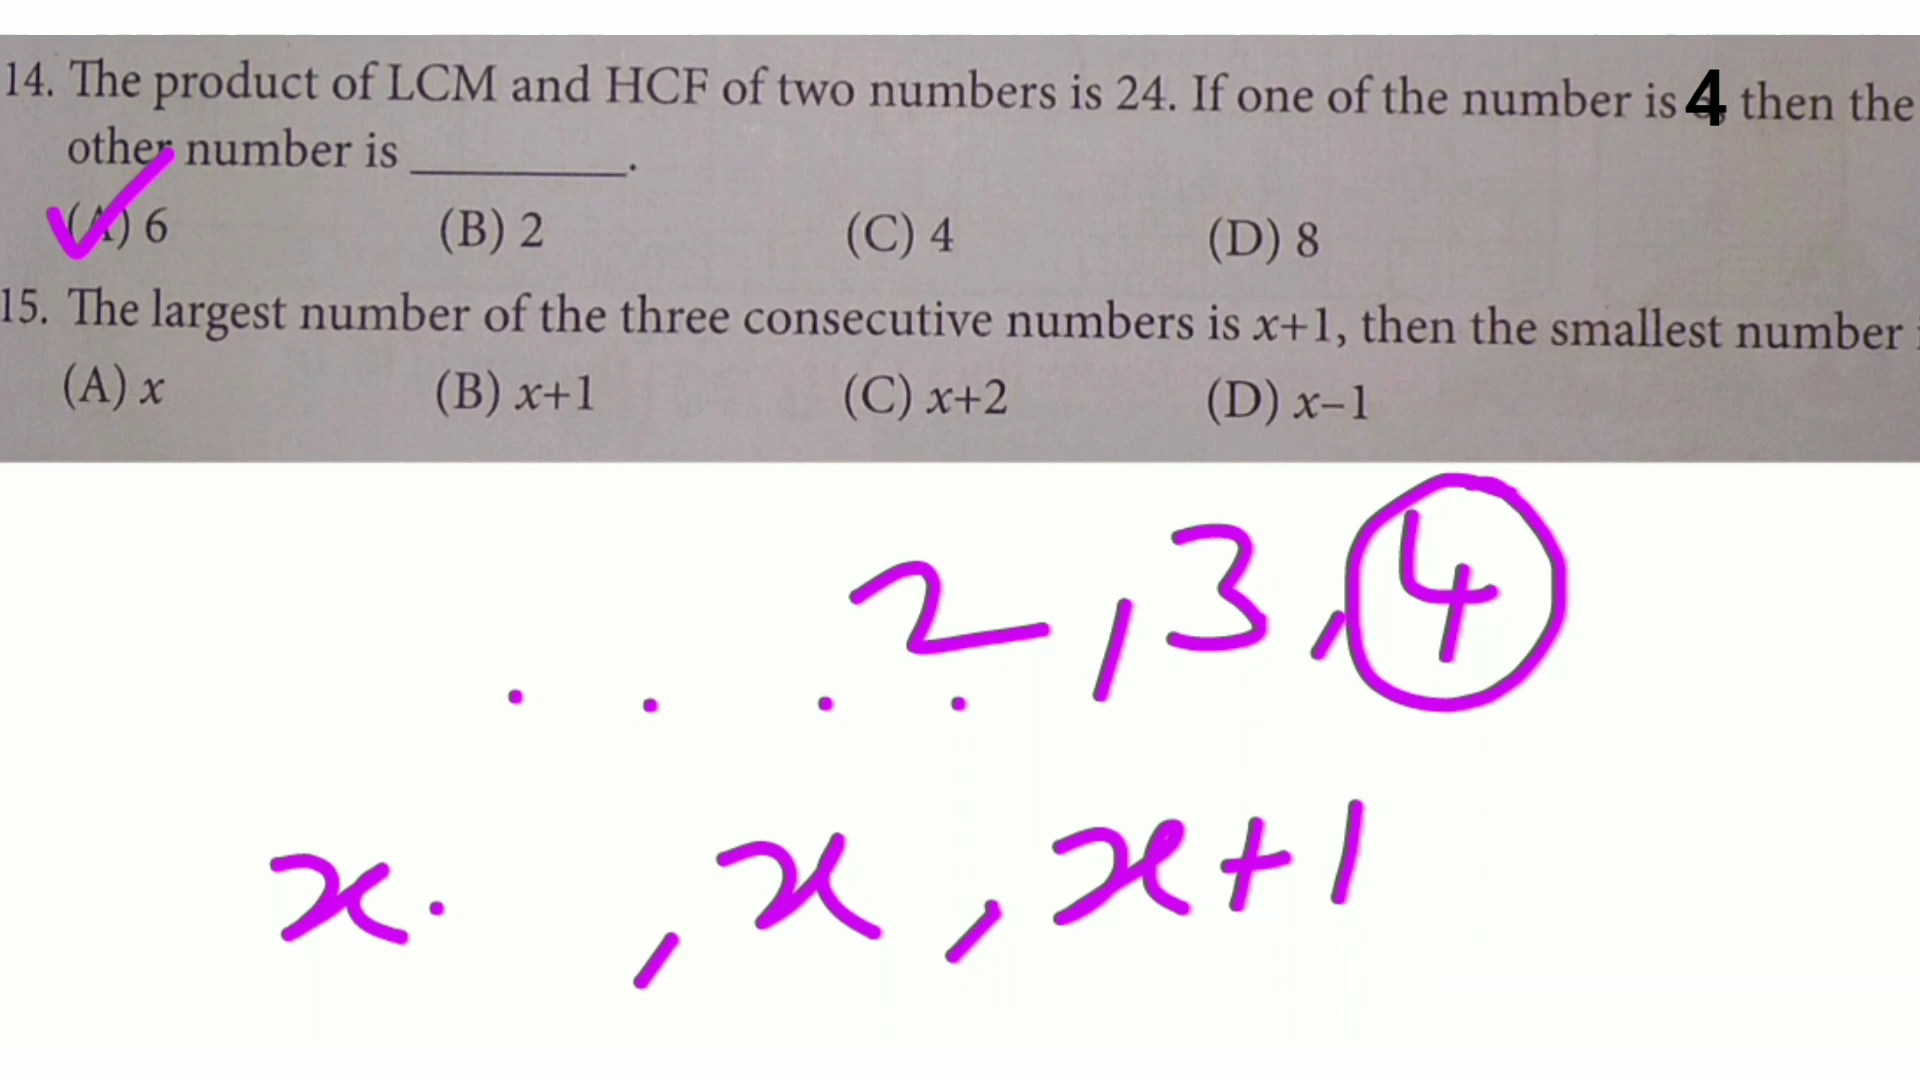 14. The product of LCM and HCF of two numbers is 24. If one of the number is 4 then the
other number is ________.
(A) 6 (B) 2 (C) 4 (D) 8
15. The largest number of the three consecutive numbers is x+1, then the smallest number
(A) x (B) x+1 (C) x+2 (D) x–1
2, 3, 4
x , x , x+1